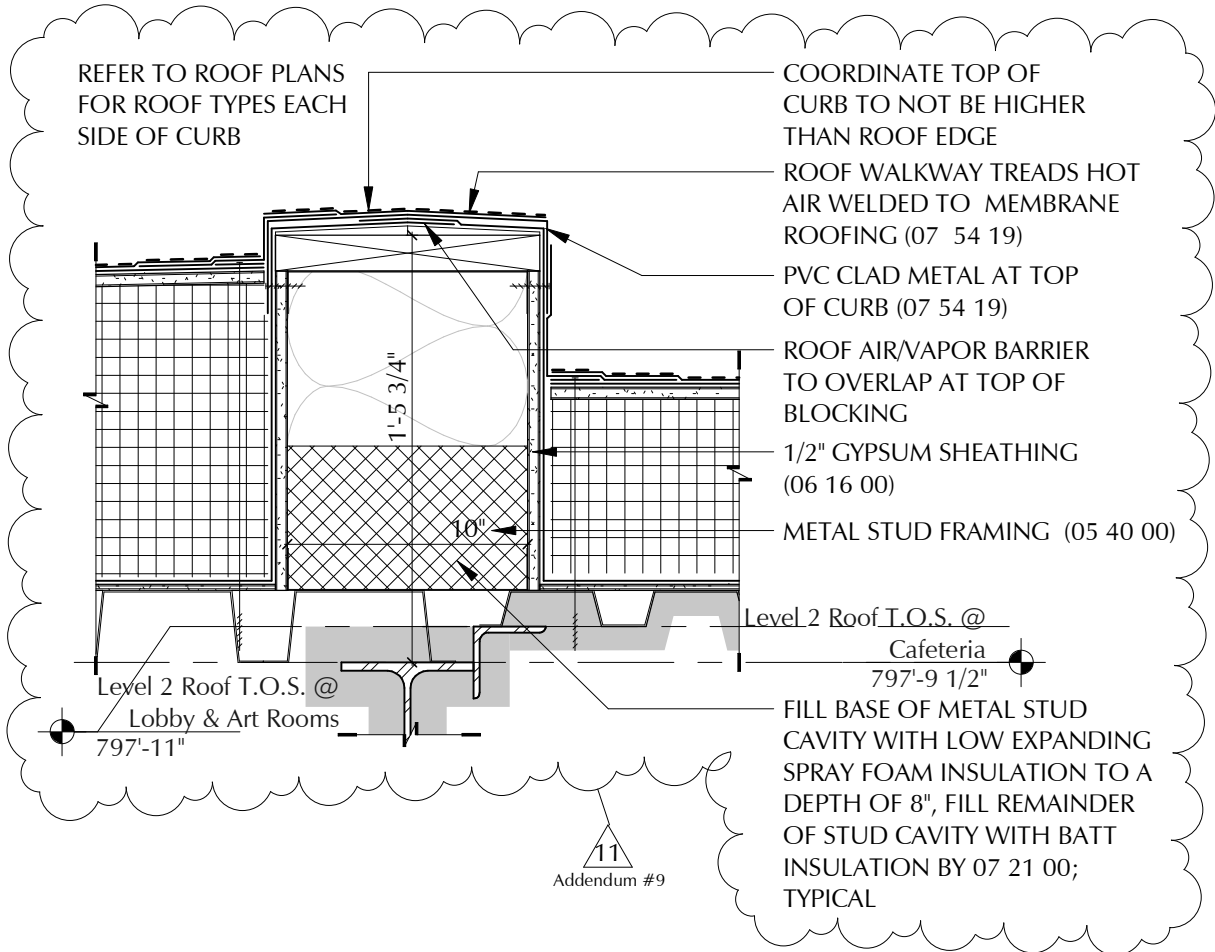 REFER TO ROOF PLANS
FOR ROOF TYPES EACH
SIDE OF CURB
COORDINATE TOP OF
CURB TO NOT BE HIGHER
THAN ROOF EDGE
ROOF WALKWAY TREADS HOT
AIR WELDED TO MEMBRANE
ROOFING (07 54 19)
PVC CLAD METAL AT TOP
OF CURB (07 54 19)
ROOF AIR/VAPOR BARRIER
TO OVERLAP AT TOP OF
BLOCKING
1/2" GYPSUM SHEATHING
(06 16 00)
METAL STUD FRAMING (05 40 00)
1'-5 3/4"
10"
Level 2 Roof T.O.S. @
Cafeteria
797'-9 1/2"
Level 2 Roof T.O.S. @
Lobby & Art Rooms
797'-11"
FILL BASE OF METAL STUD
CAVITY WITH LOW EXPANDING
SPRAY FOAM INSULATION TO A
DEPTH OF 8", FILL REMAINDER
OF STUD CAVITY WITH BATT
INSULATION BY 07 21 00;
TYPICAL
11
Addendum #9